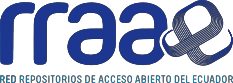 rraae
RED REPOSITORIOS DE ACCESO ABIERTO DEL ECUADOR